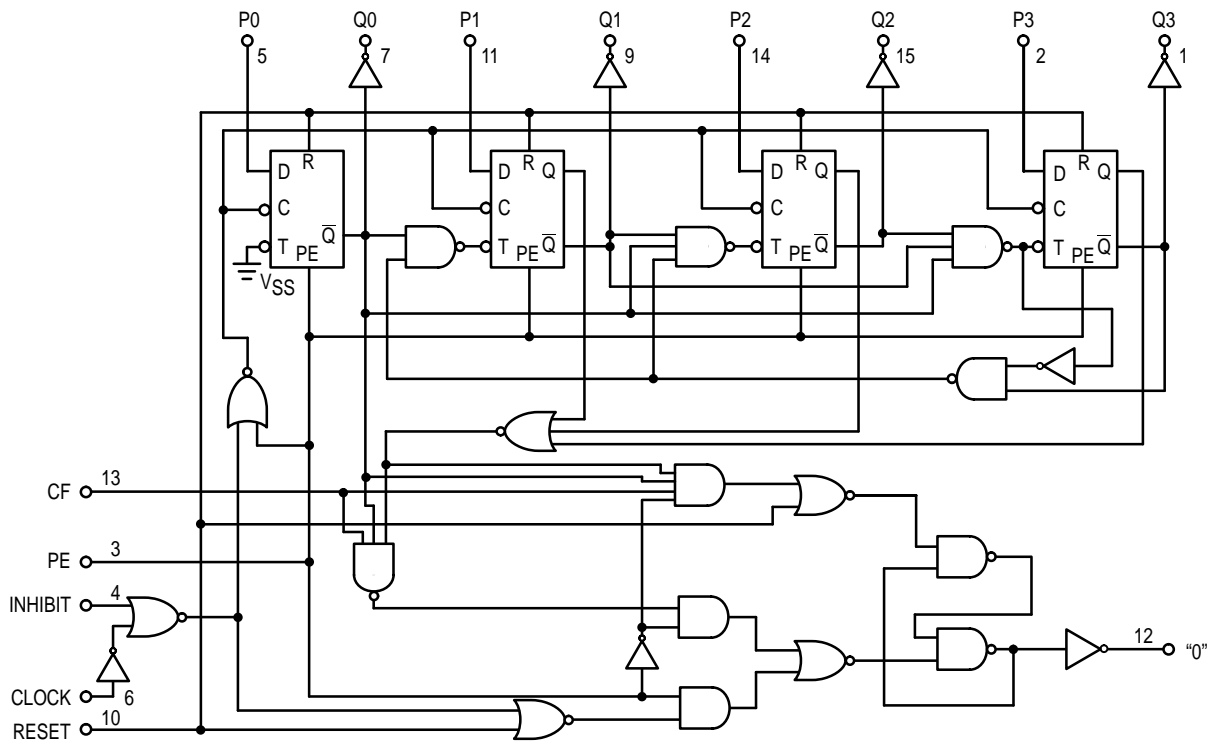 P0 Q0 P1 Q1 P2 Q2 P3 Q3
5 7 11 9 14 15 2 1
R R R R
D D Q D Q D Q
C C C C
Q Q Q Q
T PE T PE T PE T PE
VSS
CF 13
PE 3
INHIBIT 4
12 “0”
CLOCK 6
RESET 10